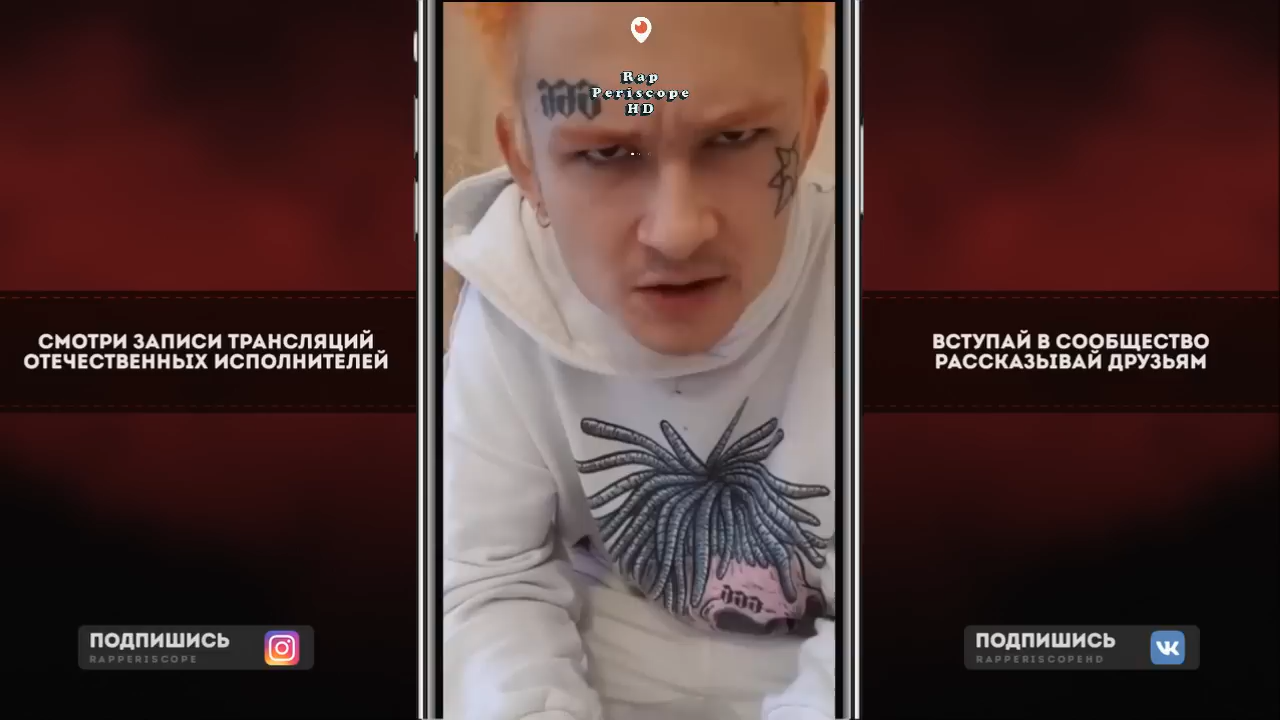 Rap
Periscope
HD
СМОТРИ ЗАПИСИ ТРАНСЛЯЦИЙ
ОТЕЧЕСТВЕННЫХ ИСПОЛНИТЕЛЕЙ
ВСТУПАЙ В СООБЩЕСТВО
РАССКАЗЫВАЙ ДРУЗЬЯМ
ПОДПИШИСЬ
RAPPERISCOPE
ПОДПИШИСЬ
RAPPERISCOPEHD